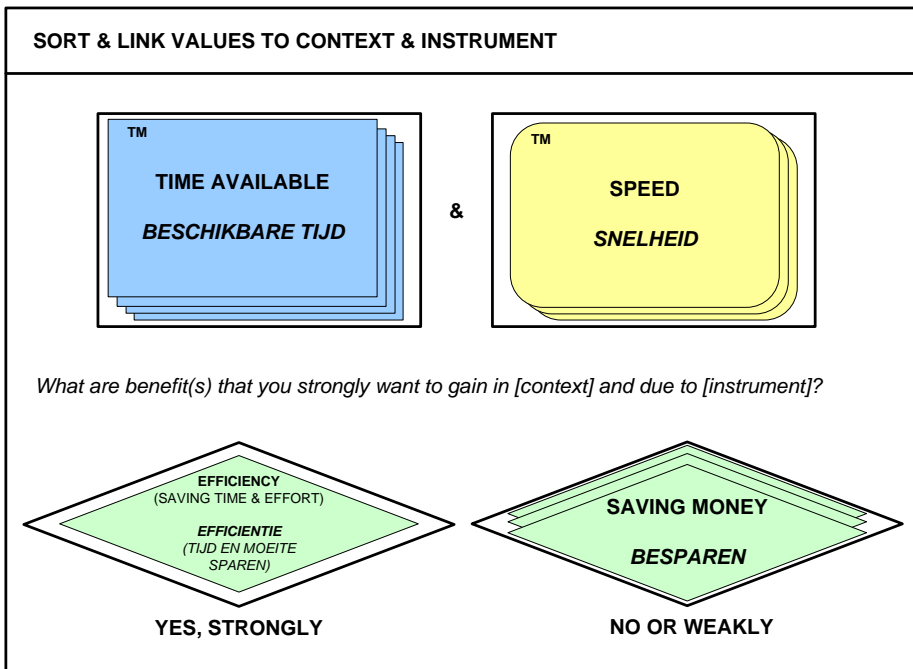 SORT & LINK VALUES TO CONTEXT & INSTRUMENT
TM
TIME AVAILABLE
BESCHIKBARE TIJD
&
TM
SPEED
SNELHEID
What are benefit(s) that you strongly want to gain in [context] and due to [instrument]?
EFFICIENCY
(SAVING TIME & EFFORT)
EFFICIENTIE
(TIJD EN MOEITE
SPAREN)
YES, STRONGLY
SAVING MONEY
BESPAREN
NO OR WEAKLY